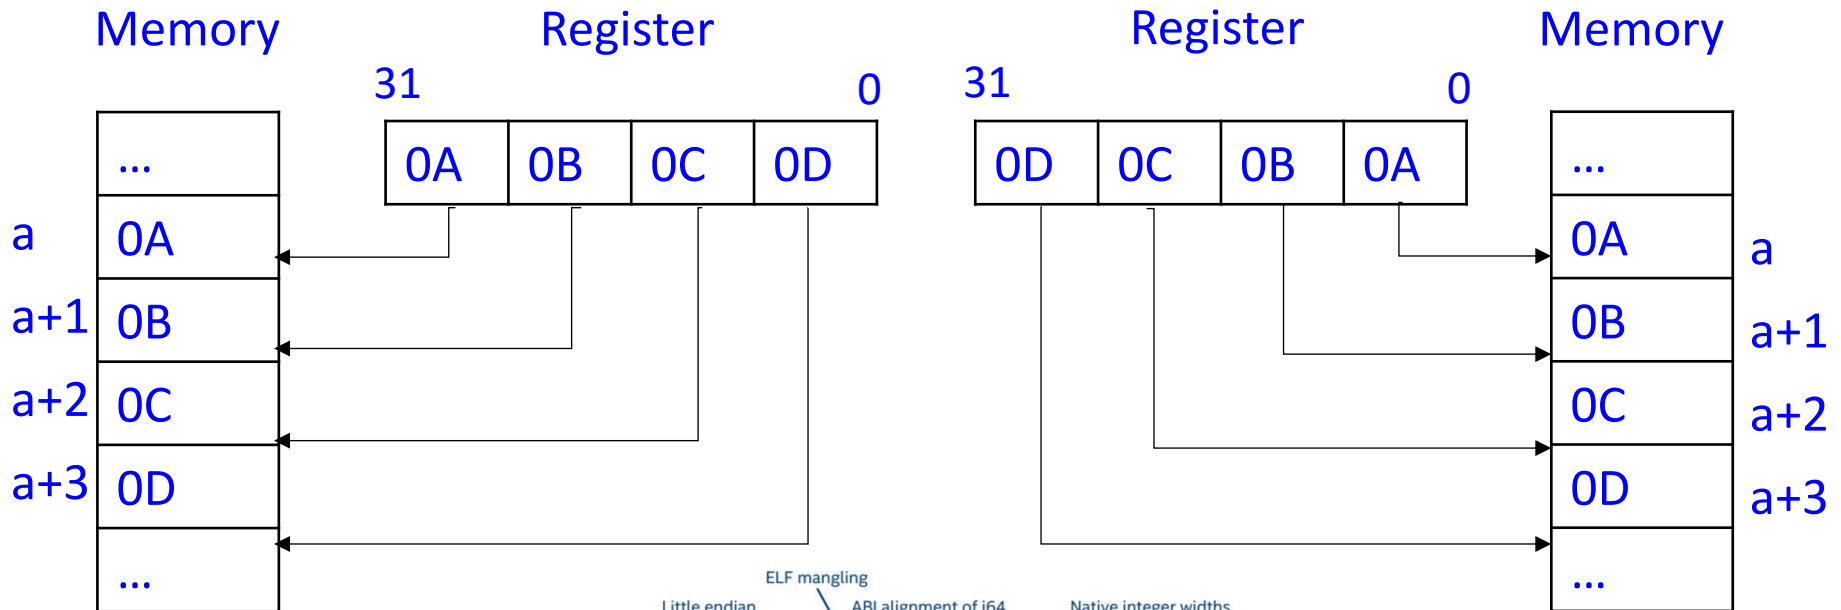 Memory Register Register Memory
31 0 31 0
... 0A 0B 0C 0D 0D 0C 0B 0A ...
a 0A 0A a
a+1 0B 0B a+1
a+2 0C 0C a+2
a+3 0D 0D a+3
... ...
ELF mangling
Little endian ABI alignment of i64 Native integer widths